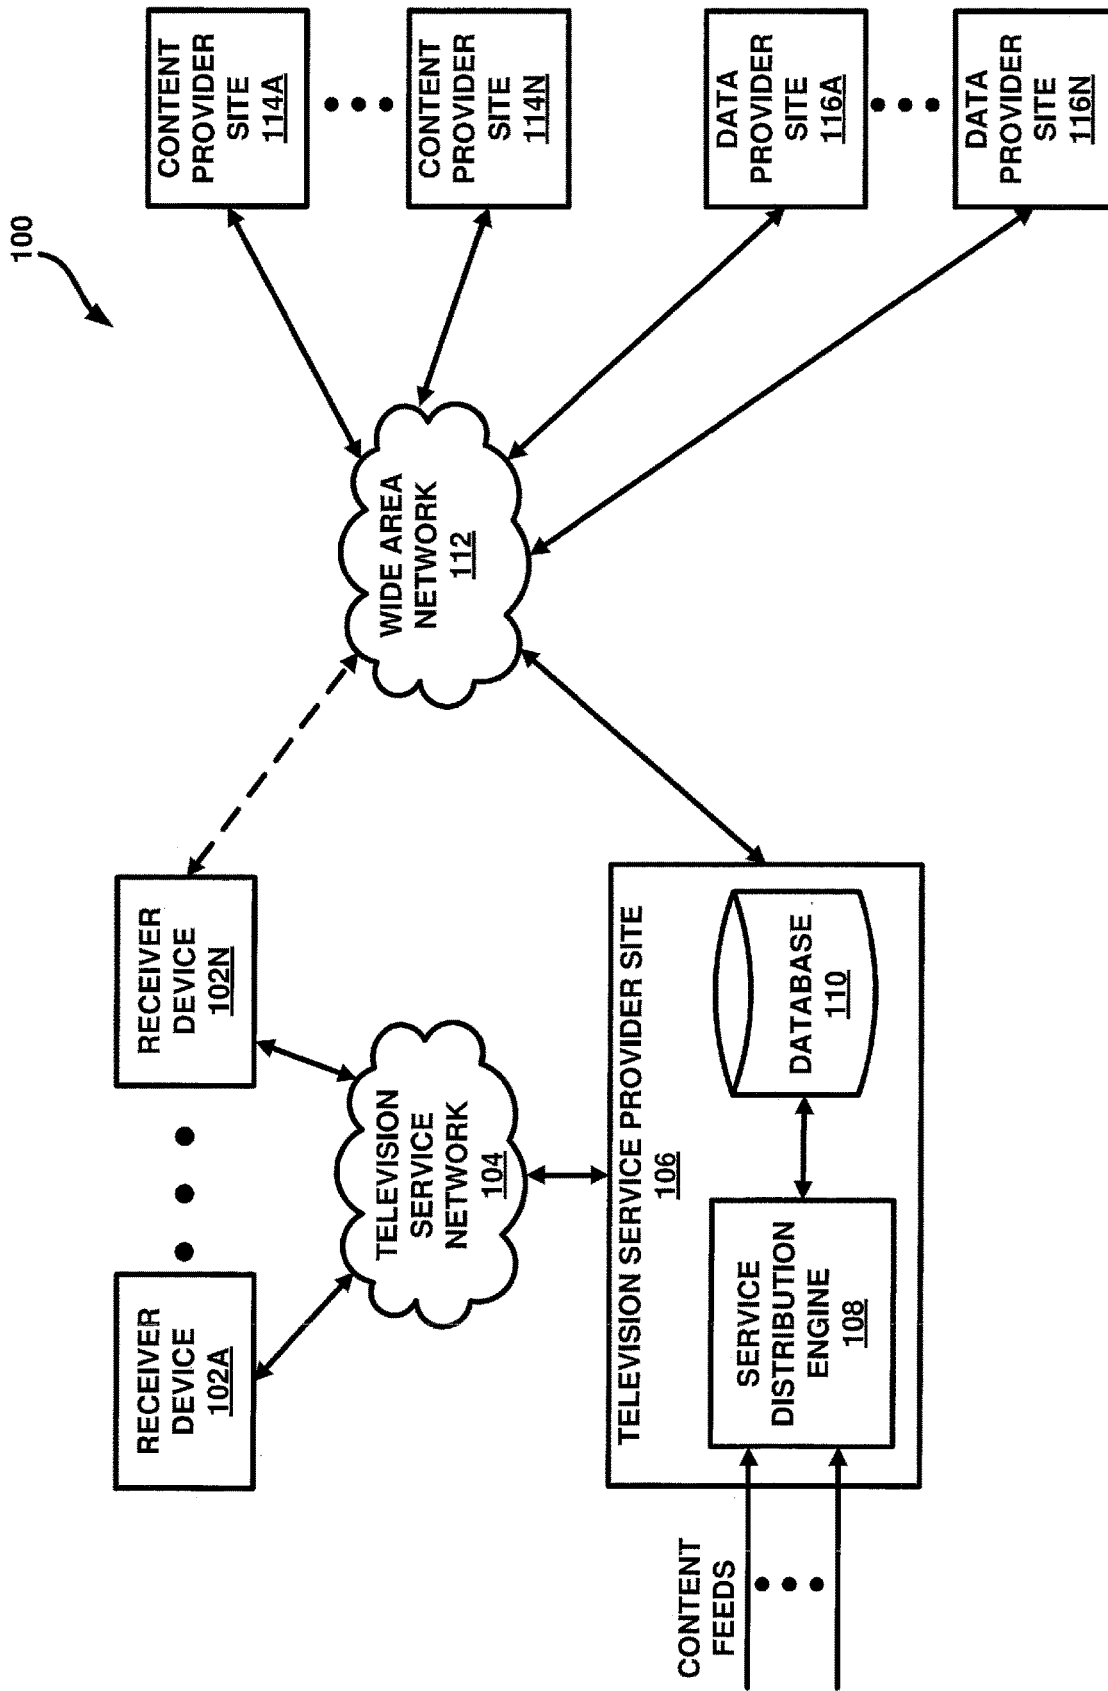 100
RECEIVER
DEVICE
102A
RECEIVER
DEVICE
102N
CONTENT
PROVIDER
SITE
114A
CONTENT
PROVIDER
SITE
114N
TELEVISION
SERVICE
NETWORK
104
WIDE AREA
NETWORK
112
DATA
PROVIDER
SITE
116A
DATA
PROVIDER
SITE
116N
TELEVISION SERVICE PROVIDER SITE
106
CONTENT
FEEDS
SERVICE
DISTRIBUTION
ENGINE
108
DATABASE
110